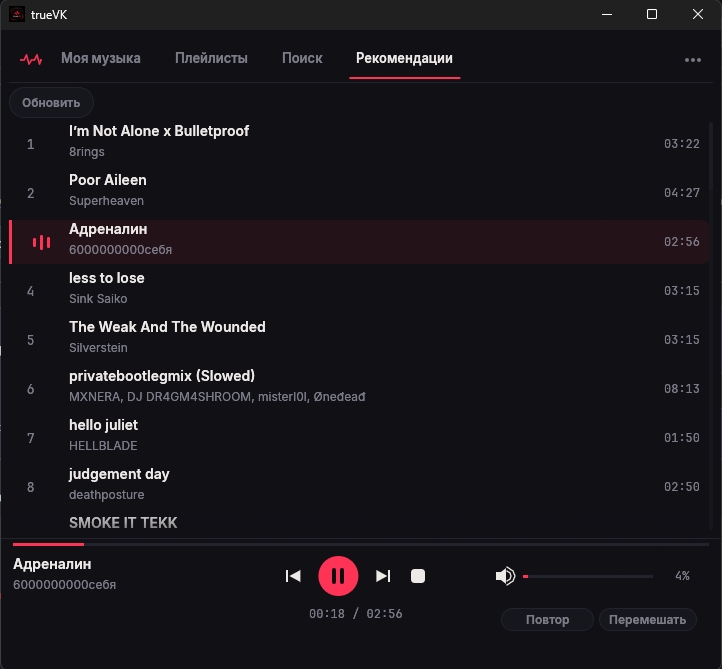 trueVK
Моя музыка Плейлисты Поиск Рекомендации
Обновить
1 I'm Not Alone x Bulletproof 03:22
8rings
2 Poor Aileen 04:27
Superheaven
Адреналин 02:56
6000000000себя
4 less to lose 03:15
Sink Saiko
5 The Weak And The Wounded 03:15
Silverstein
6 privatebootlegmix (Slowed) 08:13
MXNERA, DJ DR4GM4SHROOM, misterl0l, Øneđeađ
7 hello juliet 01:50
HELLBLADE
8 judgement day 02:50
deathposture
SMOKE IT TEKK
Адреналин
6000000000себя
4%
00:18 / 02:56
Повтор Перемешать